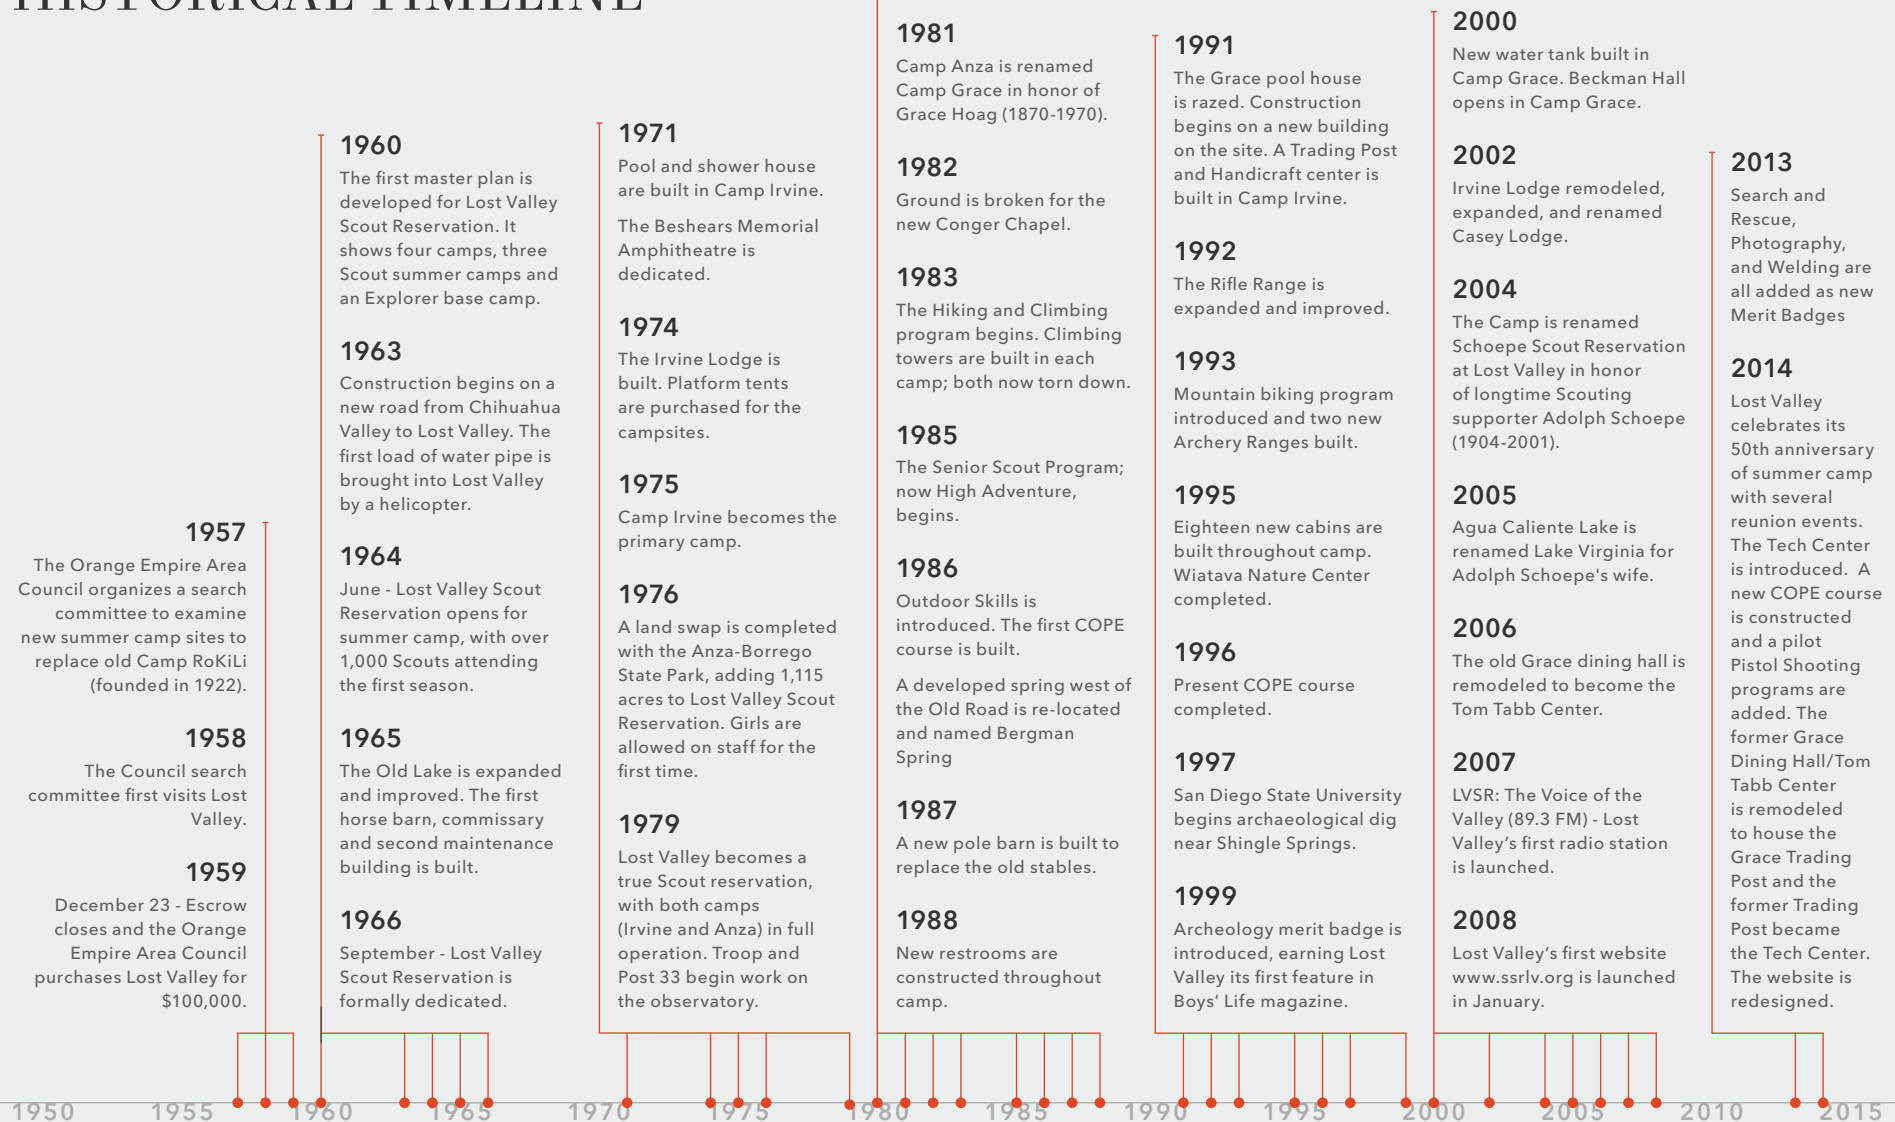 HISTORICAL TIMELINE
1957
The Orange Empire Area
Council organizes a search
committee to examine
new summer camp sites to
replace old Camp RoKiLi
(founded in 1922).
1958
The Council search
committee first visits Lost
Valley.
1959
December 23 - Escrow
closes and the Orange
Empire Area Council
purchases Lost Valley for
$100,000.
1960
The first master plan is
developed for Lost Valley
Scout Reservation. It
shows four camps, three
Scout summer camps and
an Explorer base camp.
1963
Construction begins on a
new road from Chihuahua
Valley to Lost Valley. The
first load of water pipe is
brought into Lost Valley
by a helicopter.
1964
June - Lost Valley Scout
Reservation opens for
summer camp, with over
1,000 Scouts attending
the first season.
1965
The Old Lake is expanded
and improved. The first
horse barn, commissary
and second maintenance
building is built.
1966
September - Lost Valley
Scout Reservation is
formally dedicated.
1971
Pool and shower house
are built in Camp Irvine.
The Beshears Memorial
Amphitheatre is
dedicated.
1974
The Irvine Lodge is
built. Platform tents
are purchased for the
campsites.
1975
Camp Irvine becomes the
primary camp.
1976
A land swap is completed
with the Anza-Borrego
State Park, adding 1,115
acres to Lost Valley Scout
Reservation. Girls are
allowed on staff for the
first time.
1979
Lost Valley becomes a
true Scout reservation,
with both camps
(Irvine and Anza) in full
operation. Troop and
Post 33 begin work on
the observatory.
1981
Camp Anza is renamed
Camp Grace in honor of
Grace Hoag (1870-1970).
1982
Ground is broken for the
new Conger Chapel.
1983
The Hiking and Climbing
program begins. Climbing
towers are built in each
camp; both now torn down.
1985
The Senior Scout Program;
now High Adventure,
begins.
1986
Outdoor Skills is
introduced. The first COPE
course is built.
A developed spring west of
the Old Road is re-located
and named Bergman
Spring
1987
A new pole barn is built to
replace the old stables.
1988
New restrooms are
constructed throughout
camp.
1991
The Grace pool house
is razed. Construction
begins on a new building
on the site. A Trading Post
and Handicraft center is
built in Camp Irvine.
1992
The Rifle Range is
expanded and improved.
1993
Mountain biking program
introduced and two new
Archery Ranges built.
1995
Eighteen new cabins are
built throughout camp.
Wiatava Nature Center
completed.
1996
Present COPE course
completed.
1997
San Diego State University
begins archaeological dig
near Shingle Springs.
1999
Archeology merit badge is
introduced, earning Lost
Valley its first feature in
Boys’ Life magazine.
2000
New water tank built in
Camp Grace. Beckman Hall
opens in Camp Grace.
2002
Irvine Lodge remodeled,
expanded, and renamed
Casey Lodge.
2004
The Camp is renamed
Schoepe Scout Reservation
at Lost Valley in honor
of longtime Scouting
supporter Adolph Schoepe
(1904-2001).
2005
Agua Caliente Lake is
renamed Lake Virginia for
Adolph Schoepe's wife.
2006
The old Grace dining hall is
remodeled to become the
Tom Tabb Center.
2007
LVSR: The Voice of the
Valley (89.3 FM) - Lost
Valley’s first radio station
is launched.
2008
Lost Valley’s first website
www.ssrlv.org is launched
in January.
2013
Search and
Rescue,
Photography,
and Welding are
all added as new
Merit Badges
2014
Lost Valley
celebrates its
50th anniversary
of summer camp
with several
reunion events.
The Tech Center
is introduced.  A
new COPE course
is constructed
and a pilot
Pistol Shooting
programs are
added. The
former Grace
Dining Hall/Tom
Tabb Center
is remodeled
to house the
Grace Trading
Post and the
former Trading
Post became
the Tech Center.
The website is
redesigned.
1950 1955 1960 1965 1970 1975 1980 1985 1990 1995 2000 2005 2010 2015